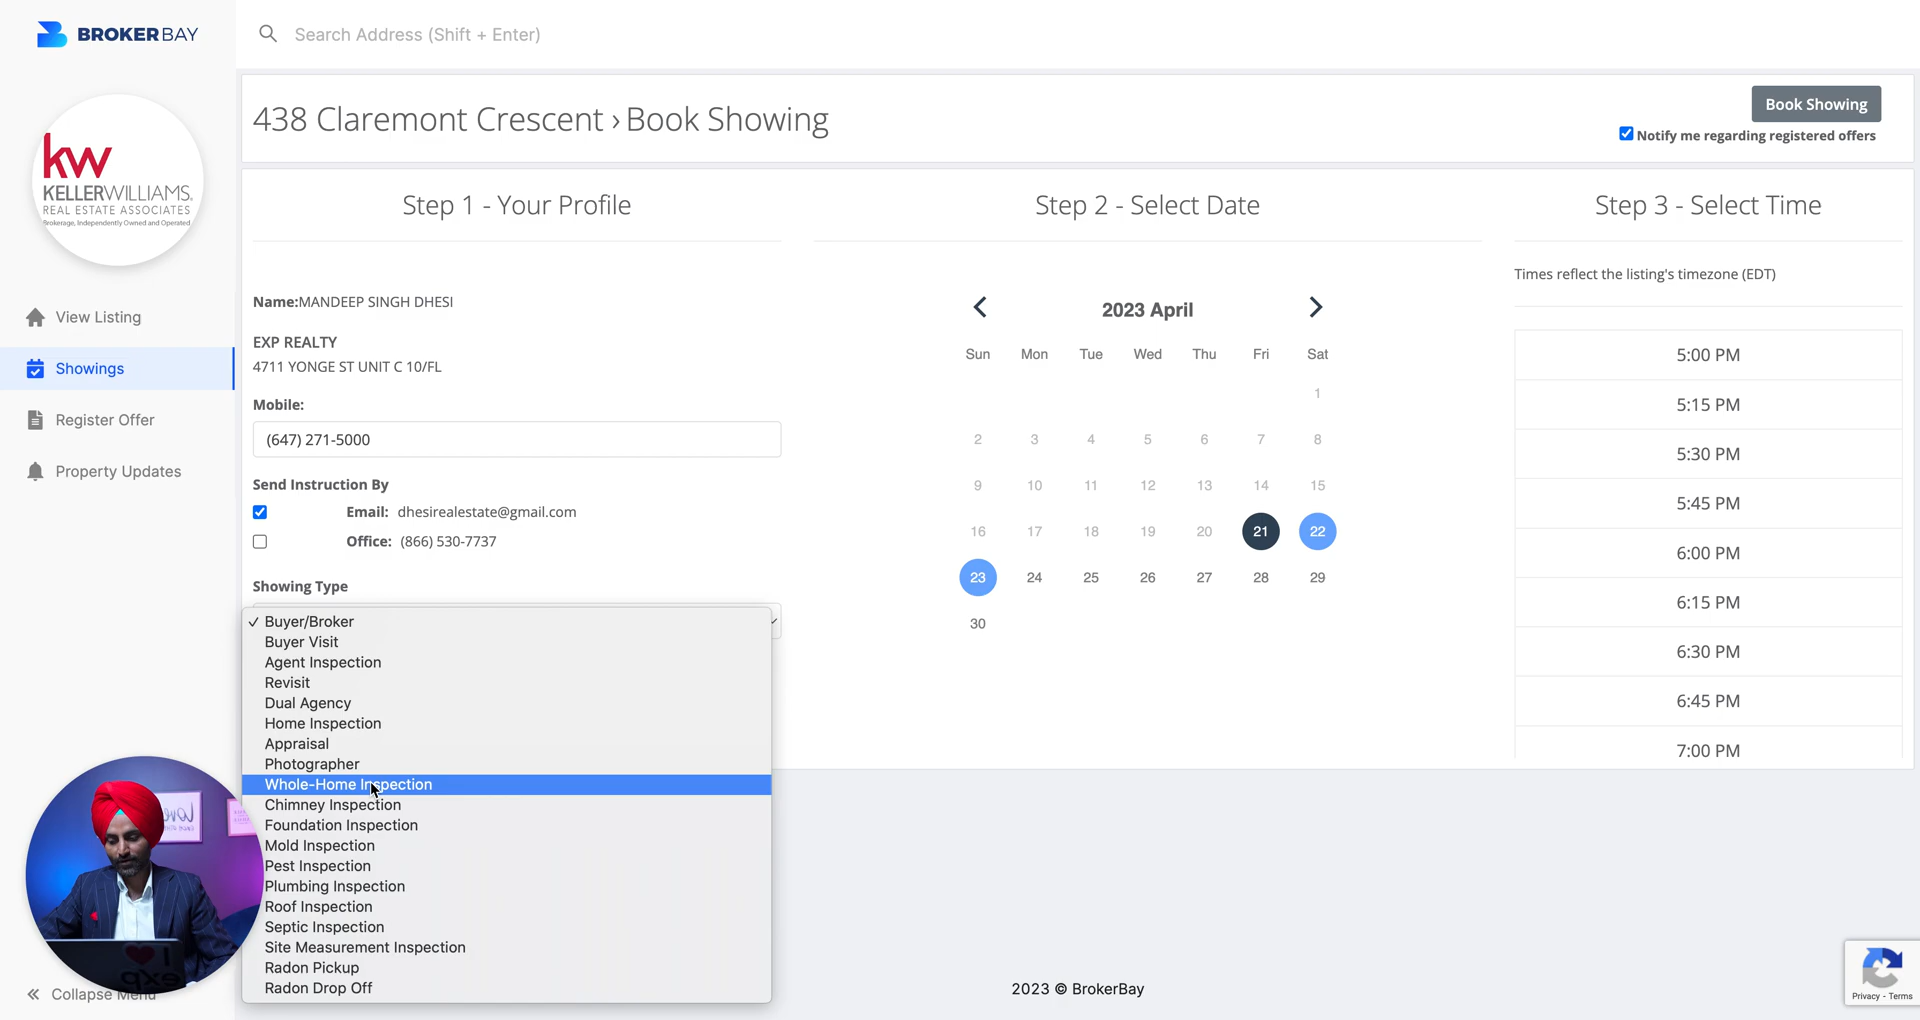 BROKERBAY
Search Address (Shift + Enter)
kw
KELLERWILLIAMS.
REAL ESTATE ASSOCIATES
Brokerage, Independently Owned and Operated
View Listing
Showings
Register Offer
Property Updates
Collapse Menu
438 Claremont Crescent › Book Showing
Book Showing
Notify me regarding registered offers
Step 1 - Your Profile
Name:MANDEEP SINGH DHESI
EXP REALTY
4711 YONGE ST UNIT C 10/FL
Mobile:
(647) 271-5000
Send Instruction By
Email: dhesirealestate@gmail.com
Office: (866) 530-7737
Showing Type
✓ Buyer/Broker
Buyer Visit
Agent Inspection
Revisit
Dual Agency
Home Inspection
Appraisal
Photographer
Whole-Home Inspection
Chimney Inspection
Foundation Inspection
Mold Inspection
Pest Inspection
Plumbing Inspection
Roof Inspection
Septic Inspection
Site Measurement Inspection
Radon Pickup
Radon Drop Off
Step 2 - Select Date
2023 April
Sun Mon Tue Wed Thu Fri Sat
1
2 3 4 5 6 7 8
9 10 11 12 13 14 15
16 17 18 19 20 21 22
23 24 25 26 27 28 29
30
Step 3 - Select Time
Times reflect the listing's timezone (EDT)
5:00 PM
5:15 PM
5:30 PM
5:45 PM
6:00 PM
6:15 PM
6:30 PM
6:45 PM
7:00 PM
2023 © BrokerBay
Privacy - Terms